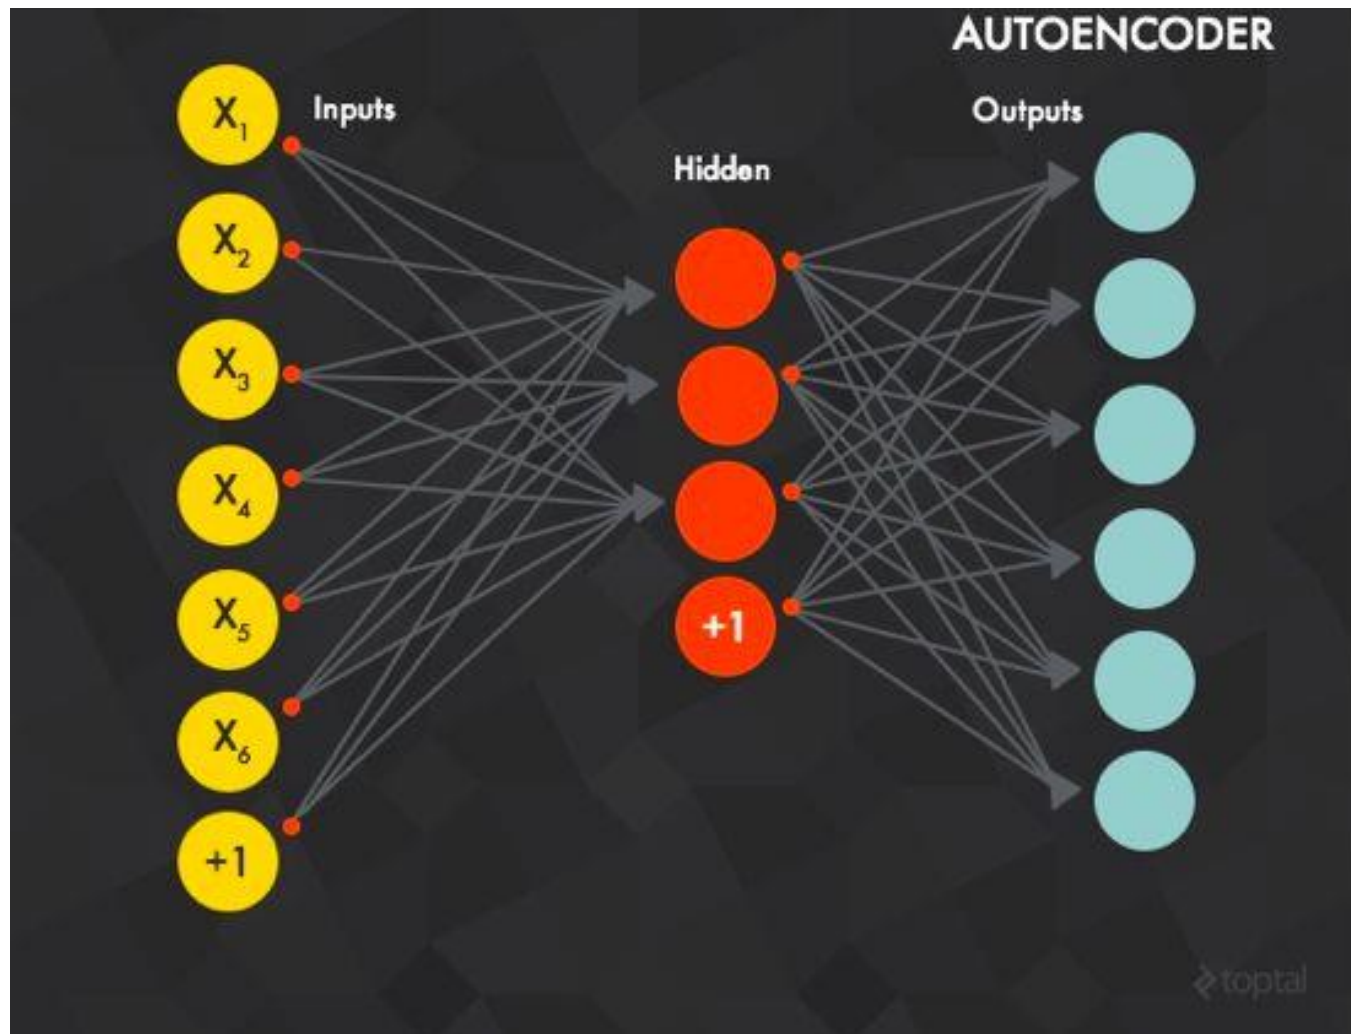 AUTOENCODER
Inputs
Outputs
Hidden
X₁
X₂
X₃
X₄
X₅
X₆
+1
+1
toptal